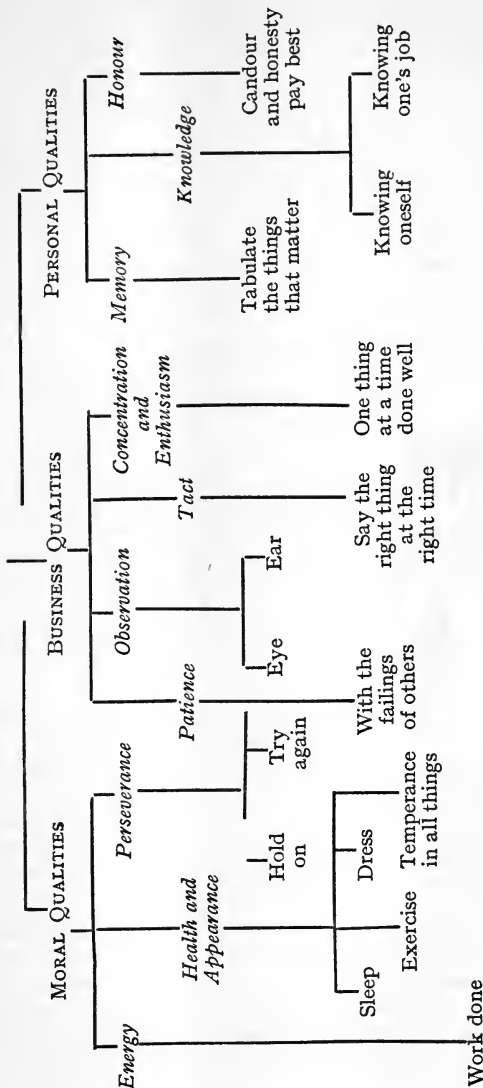 MORAL QUALITIES
BUSINESS QUALITIES
PERSONAL QUALITIES
Energy
Perseverance
Observation
Concentration
and
Enthusiasm
Memory
Honour
Health and
Appearance
Patience
Tact
Knowledge
Hold
on
Try
again
Eye
Ear
Tabulate
the things
that matter
Candour
and honesty
pay best
Sleep
Exercise
Dress
Temperance
in all things
With the
failings
of others
Say the
right thing
at the
right time
One thing
at a time
done well
Knowing
oneself
Knowing
one's job
Work done